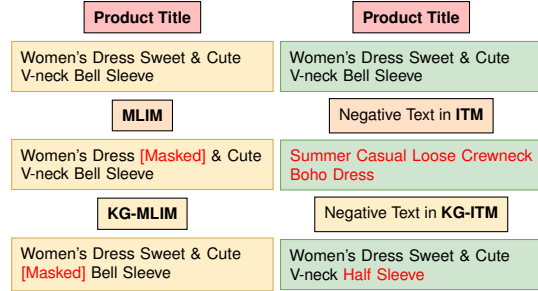 Product Title
Women's Dress Sweet & Cute
V-neck Bell Sleeve
MLIM
Women's Dress [Masked] & Cute
V-neck Bell Sleeve
KG-MLIM
Women's Dress Sweet & Cute
[Masked] Bell Sleeve
Product Title
Women's Dress Sweet & Cute
V-neck Bell Sleeve
Negative Text in ITM
Summer Casual Loose Crewneck
Boho Dress
Negative Text in KG-ITM
Women's Dress Sweet & Cute
V-neck Half Sleeve